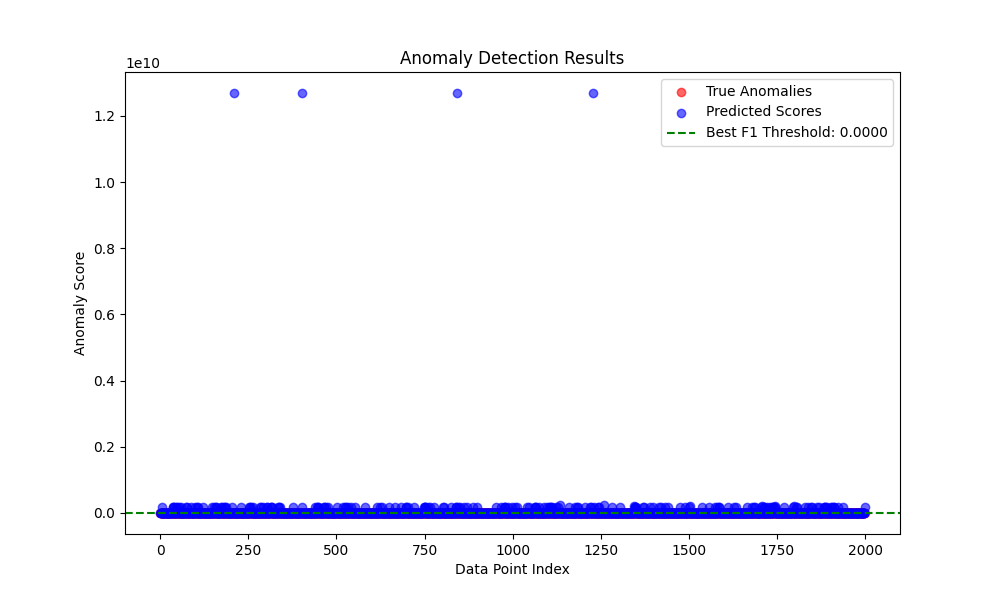 Anomaly Detection Results
1e10
True Anomalies
Predicted Scores
Best F1 Threshold: 0.0000
1.2
1.0
0.8
0.6
0.4
0.2
0.0
Anomaly Score
0 250 500 750 1000 1250 1500 1750 2000
Data Point Index